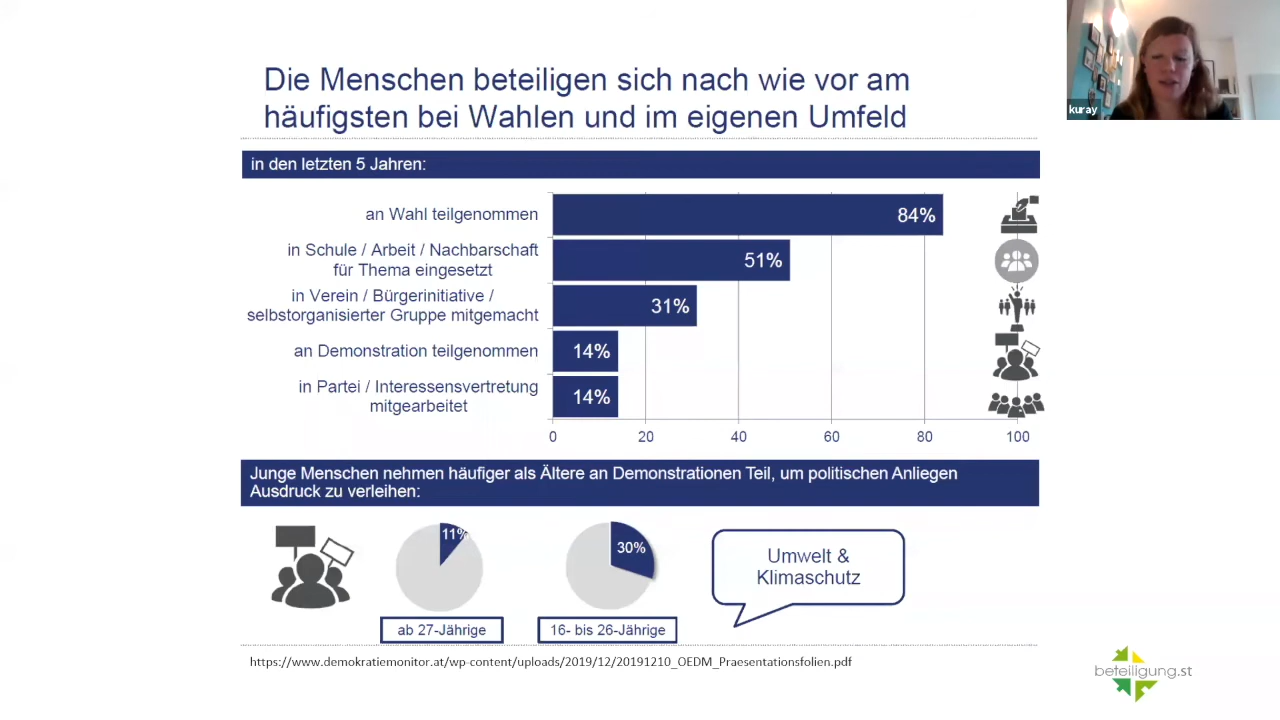 Die Menschen beteiligen sich nach wie vor am
häufigsten bei Wahlen und im eigenen Umfeld
kuray
in den letzten 5 Jahren:
an Wahl teilgenommen
84%
in Schule / Arbeit / Nachbarschaft
für Thema eingesetzt
51%
in Verein / Bürgerinitiative /
selbstorganisierter Gruppe mitgemacht
31%
an Demonstration teilgenommen
14%
in Partei / Interessensvertretung
mitgearbeitet
14%
0 20 40 60 80 100
Junge Menschen nehmen häufiger als Ältere an Demonstrationen Teil, um politischen Anliegen
Ausdruck zu verleihen:
11%
30%
Umwelt &
Klimaschutz
ab 27-Jährige
16- bis 26-Jährige
https://www.demokratiemonitor.at/wp-content/uploads/2019/12/20191210_OEDM_Praesentationsfolien.pdf
beteiligung.st